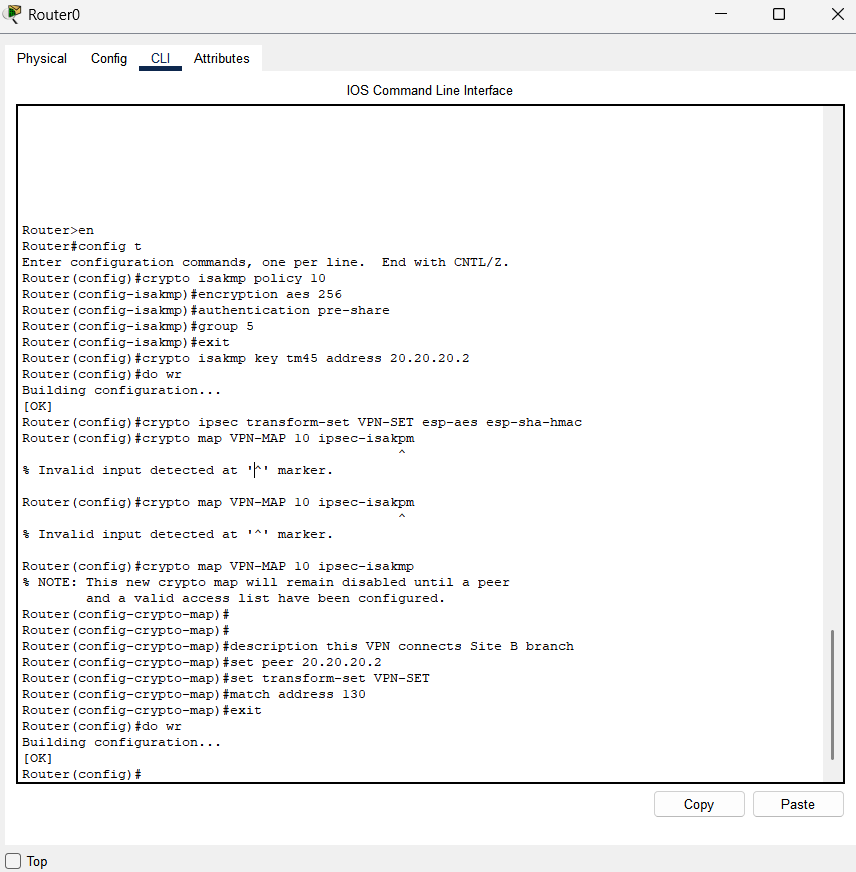 Router0
Physical Config CLI Attributes
IOS Command Line Interface
Router>en
Router#config t
Enter configuration commands, one per line.  End with CNTL/Z.
Router(config)#crypto isakmp policy 10
Router(config-isakmp)#encryption aes 256
Router(config-isakmp)#authentication pre-share
Router(config-isakmp)#group 5
Router(config-isakmp)#exit
Router(config)#crypto isakmp key tm45 address 20.20.20.2
Router(config)#do wr
Building configuration...
[OK]
Router(config)#crypto ipsec transform-set VPN-SET esp-aes esp-sha-hmac
Router(config)#crypto map VPN-MAP 10 ipsec-isakpm
^
% Invalid input detected at '^' marker.
Router(config)#crypto map VPN-MAP 10 ipsec-isakpm
^
% Invalid input detected at '^' marker.
Router(config)#crypto map VPN-MAP 10 ipsec-isakmp
% NOTE: This new crypto map will remain disabled until a peer
and a valid access list have been configured.
Router(config-crypto-map)#
Router(config-crypto-map)#
Router(config-crypto-map)#description this VPN connects Site B branch
Router(config-crypto-map)#set peer 20.20.20.2
Router(config-crypto-map)#set transform-set VPN-SET
Router(config-crypto-map)#match address 130
Router(config-crypto-map)#exit
Router(config)#do wr
Building configuration...
[OK]
Router(config)#
Copy Paste
Top